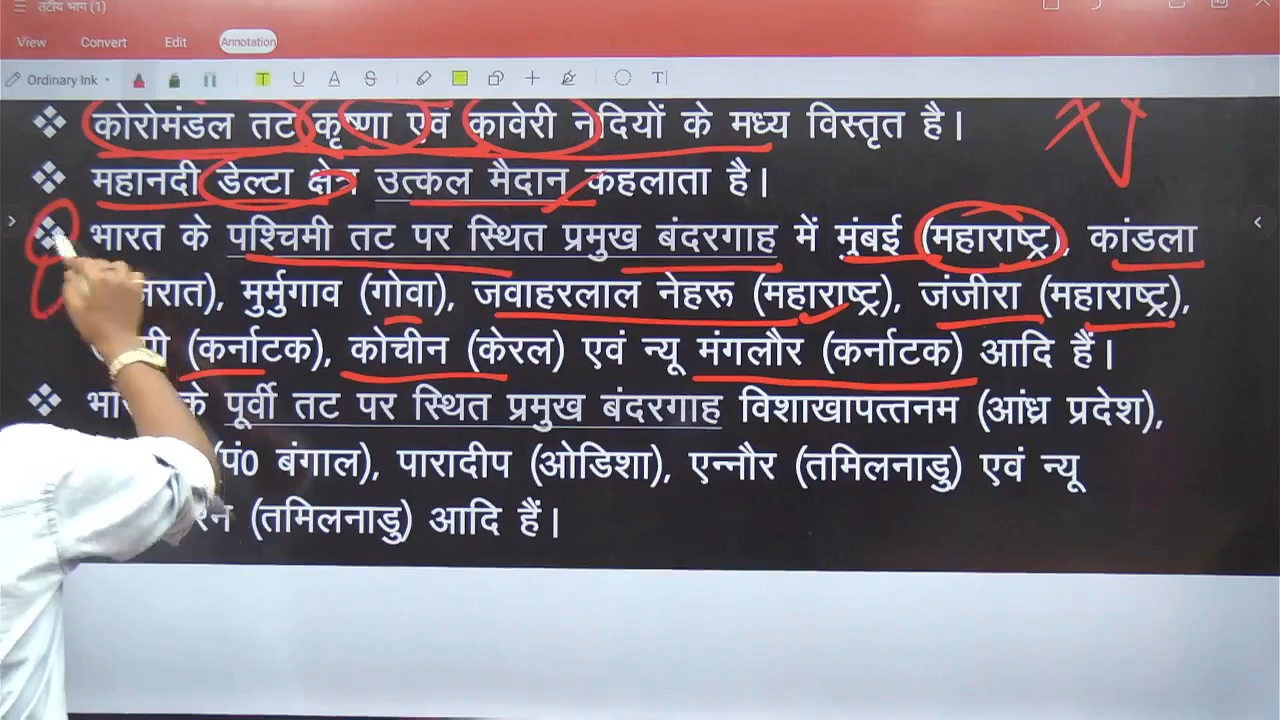 तटीय भाग (1)
View Convert Edit Annotation
Ordinary Ink
कोरोमंडल तट कृष्णा एवं कावेरी नदियों के मध्य विस्तृत है।
महानदी डेल्टा क्षेत्र उत्कल मैदान कहलाता है।
भारत के पश्चिमी तट पर स्थित प्रमुख बंदरगाह में मुंबई (महाराष्ट्र), कांडला
मुर्मुगाव (गोवा), जवाहरलाल नेहरू (महाराष्ट्र), जंजीरा (महाराष्ट्र),
(कर्नाटक), कोचीन (केरल) एवं न्यू मंगलौर (कर्नाटक) आदि हैं।
के पूर्वी तट पर स्थित प्रमुख बंदरगाह विशाखापत्तनम (आंध्र प्रदेश),
(पं0 बंगाल), पारादीप (ओडिशा), एन्नौर (तमिलनाडु) एवं न्यू
(तमिलनाडु) आदि हैं।